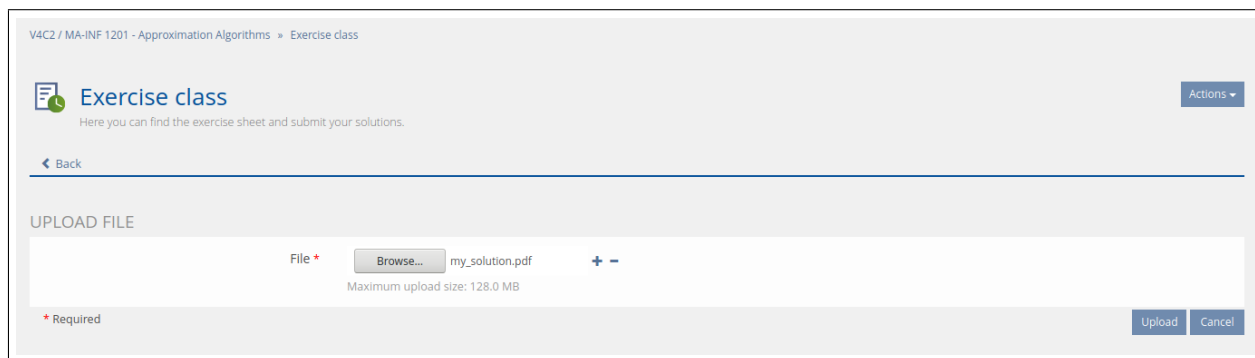 V4C2 / MA-INF 1201 - Approximation Algorithms » Exercise class
Exercise class
Actions
Here you can find the exercise sheet and submit your solutions.
Back
UPLOAD FILE
File *
Browse... my_solution.pdf + −
Maximum upload size: 128.0 MB
* Required
Upload Cancel